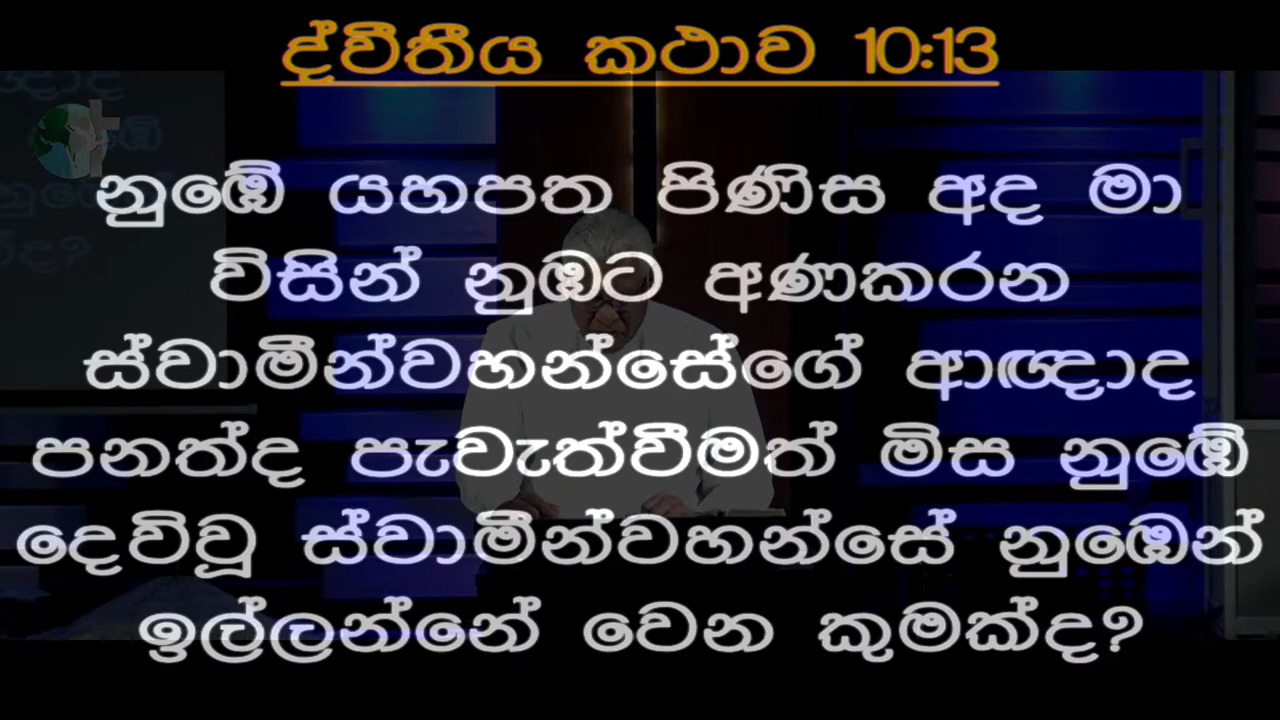 ද්වීතීය කථාව 10:13
නුඹේ යහපත පිණිස අද මා
විසින් නුඹට අණකරන
ස්වාමීන්වහන්සේගේ ආඥාද
පනත්ද පැවැත්වීමත් මිස නුඹේ
දෙවිවූ ස්වාමීන්වහන්සේ නුඹෙන්
ඉල්ලන්නේ වෙන කුමක්ද?